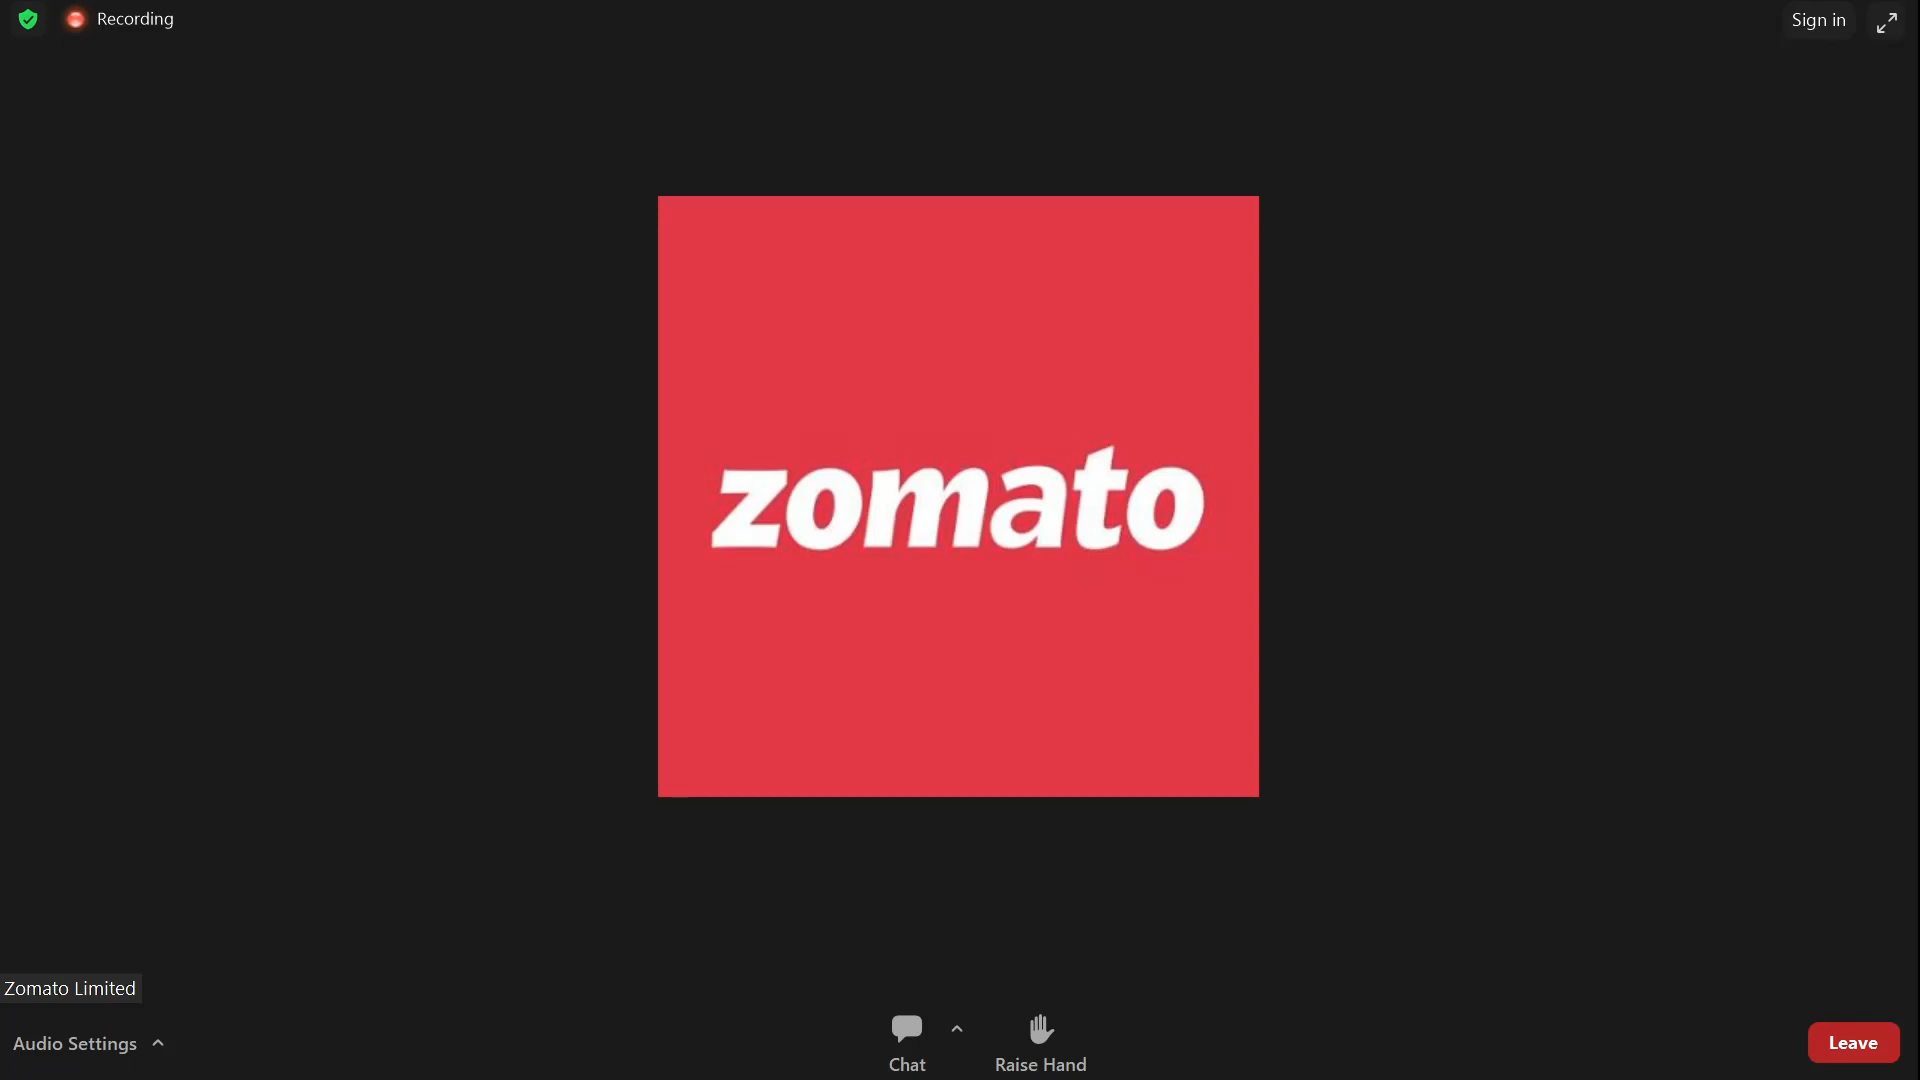 Recording
Sign in
zomato
Zomato Limited
Audio Settings
Chat
Raise Hand
Leave